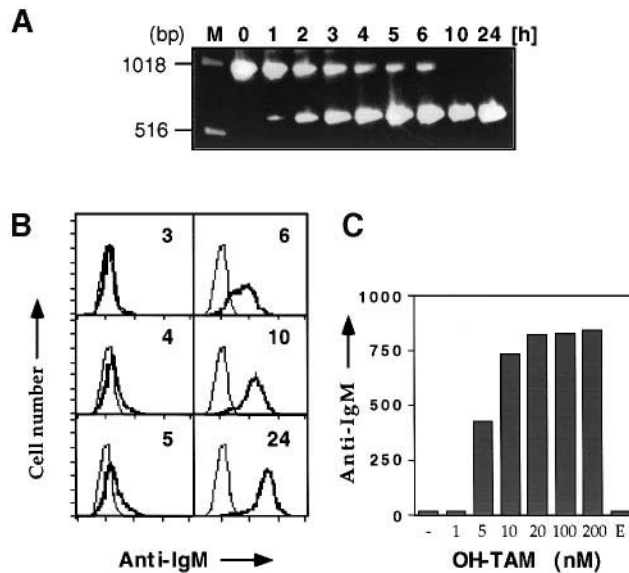 A
(bp) M 0 1 2 3 4 5 6 10 24 [h]
1018
516
B
3 6
4 10
5 24
Cell number
Anti-IgM
C
1000
750
500
250
0
Anti-IgM
- 1 5 10 20 100 200 E
OH-TAM (nM)